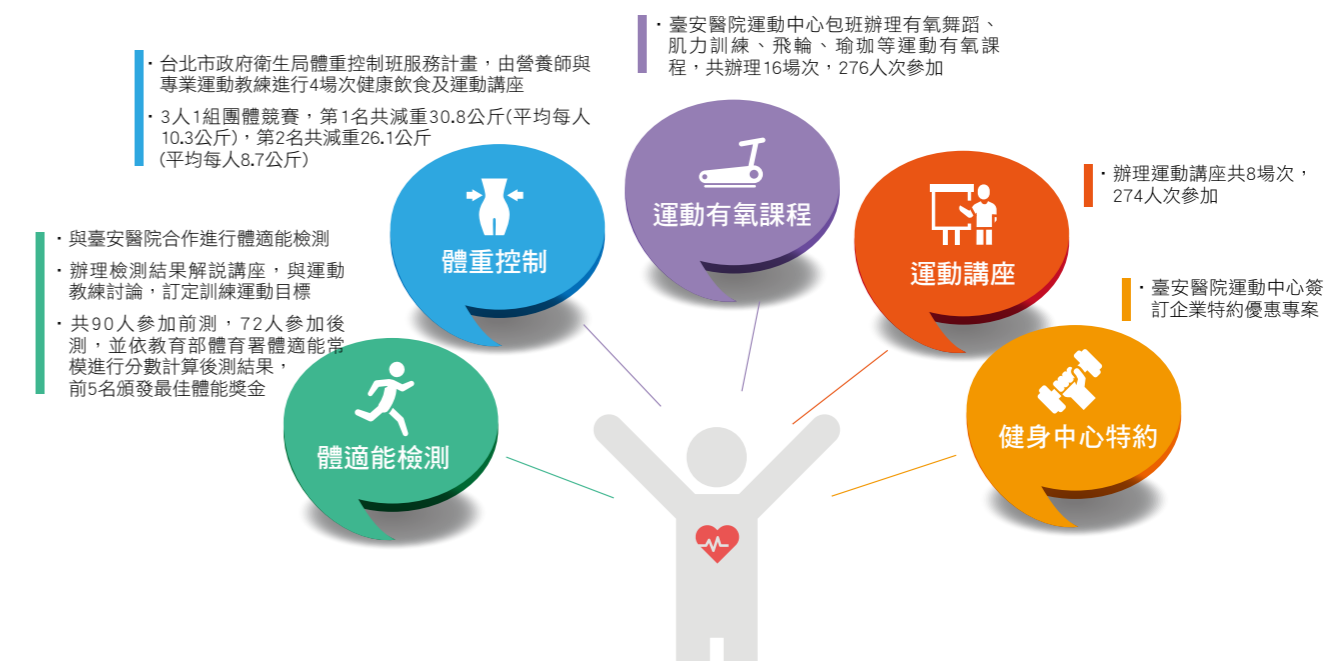 ・與臺安醫院合作進行體適能檢測
・辦理檢測結果解說講座，與運動
教練討論，訂定訓練運動目標
・共90人參加前測，72人參加後
測，並依教育部體育署體適能常
模進行分數計算後測結果，
前5名頒發最佳體能獎金
體適能檢測
・台北市政府衛生局體重控制班服務計畫，由營養師與
專業運動教練進行4場次健康飲食及運動講座
・3人1組團體競賽，第1名共減重30.8公斤(平均每人
10.3公斤)，第2名共減重26.1公斤
(平均每人8.7公斤)
體重控制
・臺安醫院運動中心包班辦理有氧舞蹈、
肌力訓練、飛輪、瑜珈等運動有氧課
程，共辦理16場次，276人次參加
運動有氧課程
・辦理運動講座共8場次，
274人次參加
運動講座
・臺安醫院運動中心簽
訂企業特約優惠專案
健身中心特約